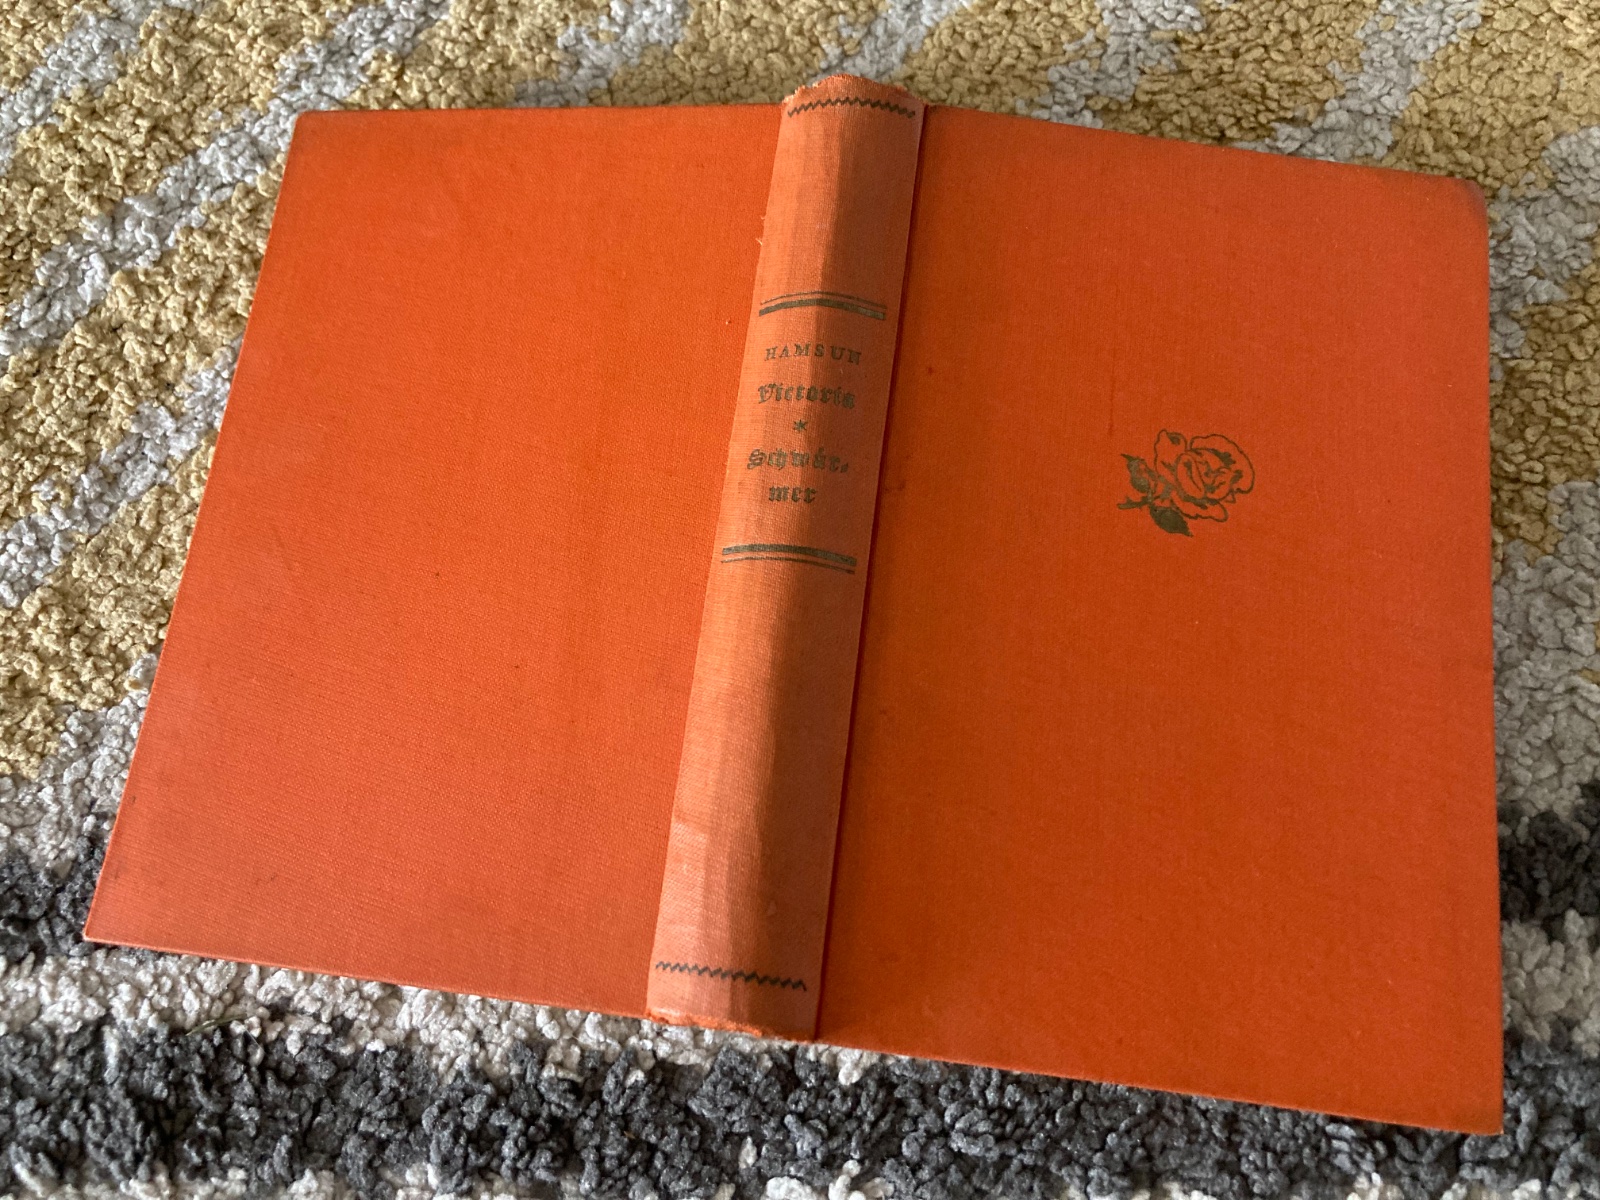 HAMSUN
Victoria
*
Schwär-
mer